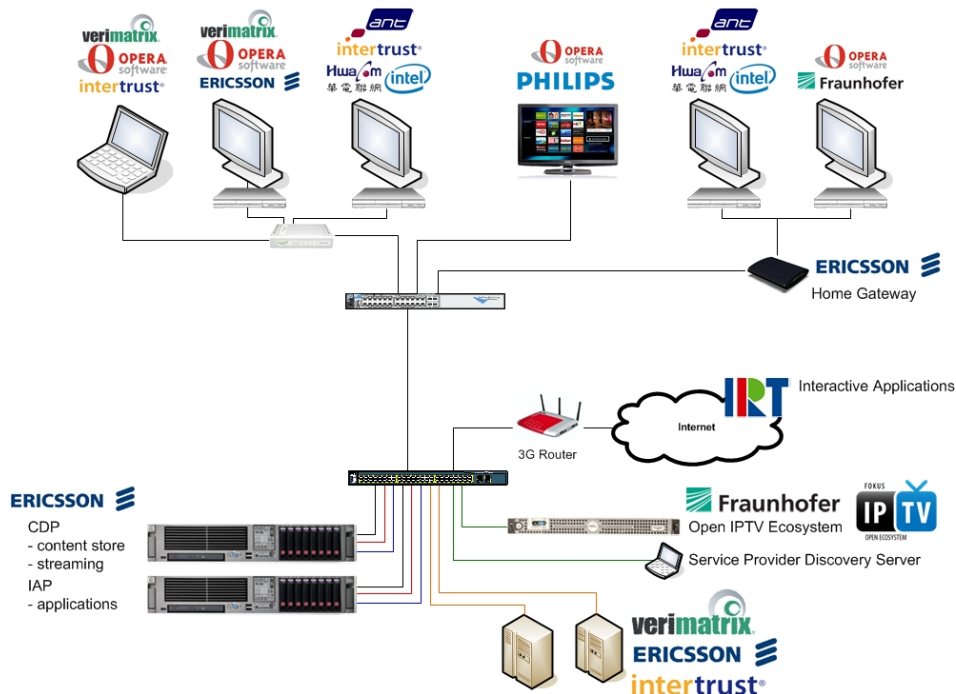 verimatrix
OPERA
software
intertrust
verimatrix
OPERA
software
ERICSSON
ant
intertrust
Hwacom
intel
華電聯網
OPERA
software
PHILIPS
ant
intertrust
Hwacom
intel
華電聯網
OPERA
software
Fraunhofer
ERICSSON
Home Gateway
IRT
Interactive Applications
Internet
3G Router
ERICSSON
CDP
- content store
- streaming
IAP
- applications
Fraunhofer
Open IPTV Ecosystem
FOKUS
IP TV
OPEN ECOSYSTEM
Service Provider Discovery Server
verimatrix
ERICSSON
intertrust